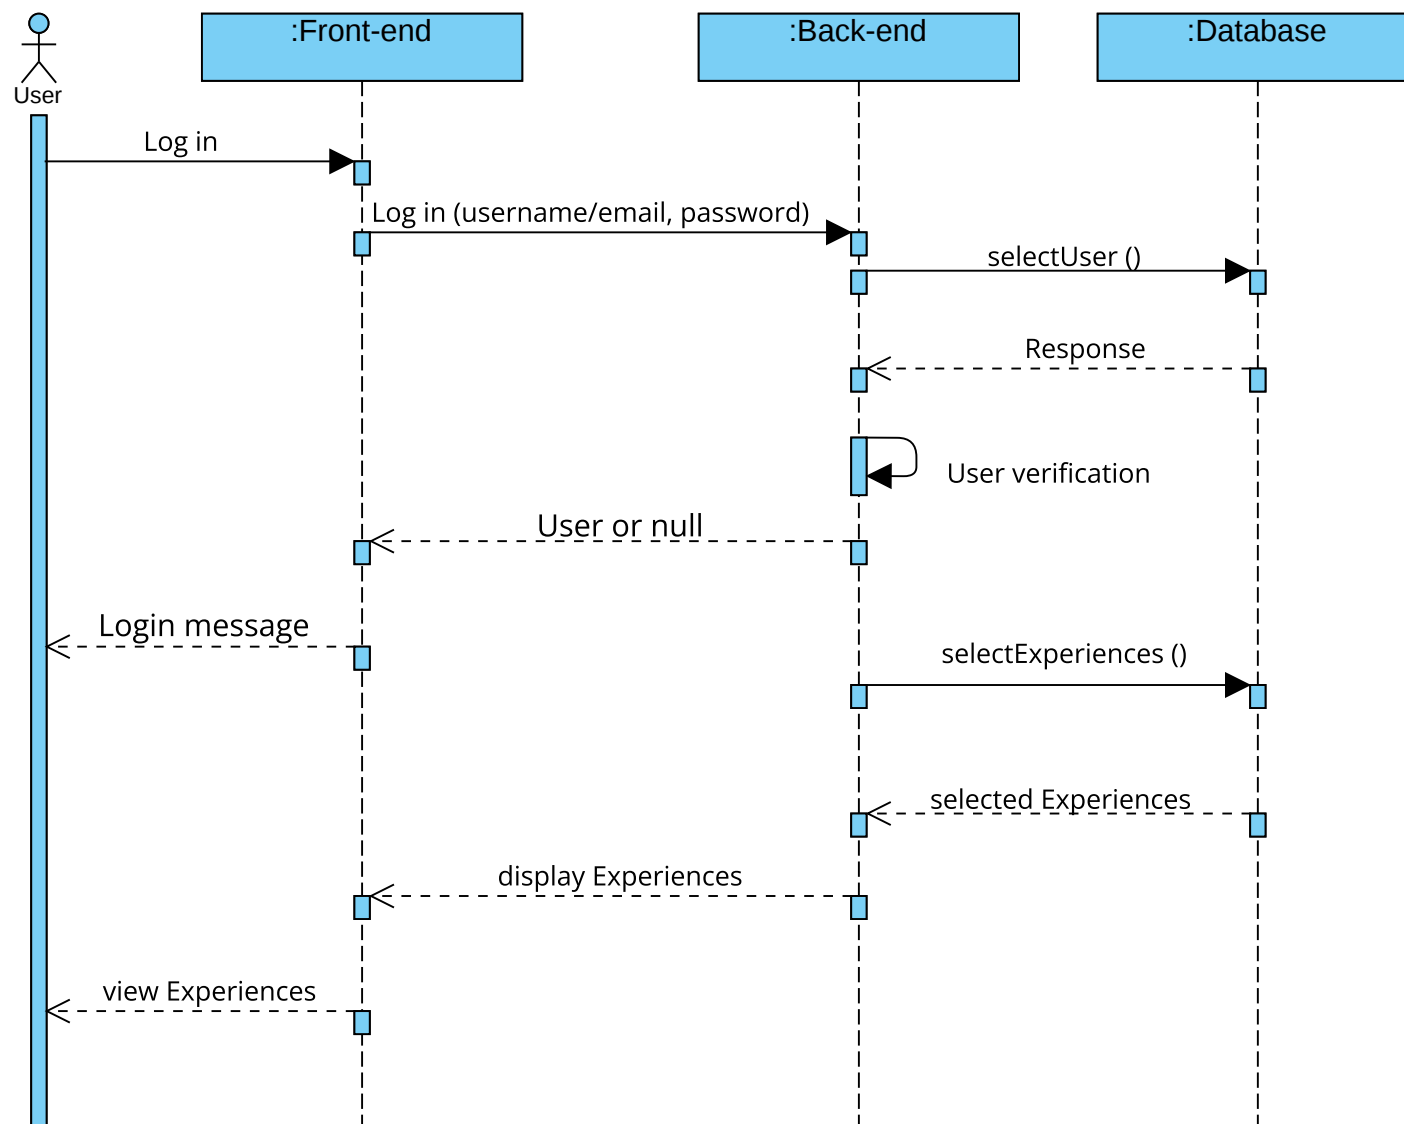 :Front-end
:Back-end
:Database
User
Log in
Log in (username/email, password)
selectUser ()
Response
User verification
User or null
Login message
selectExperiences ()
selected Experiences
display Experiences
view Experiences